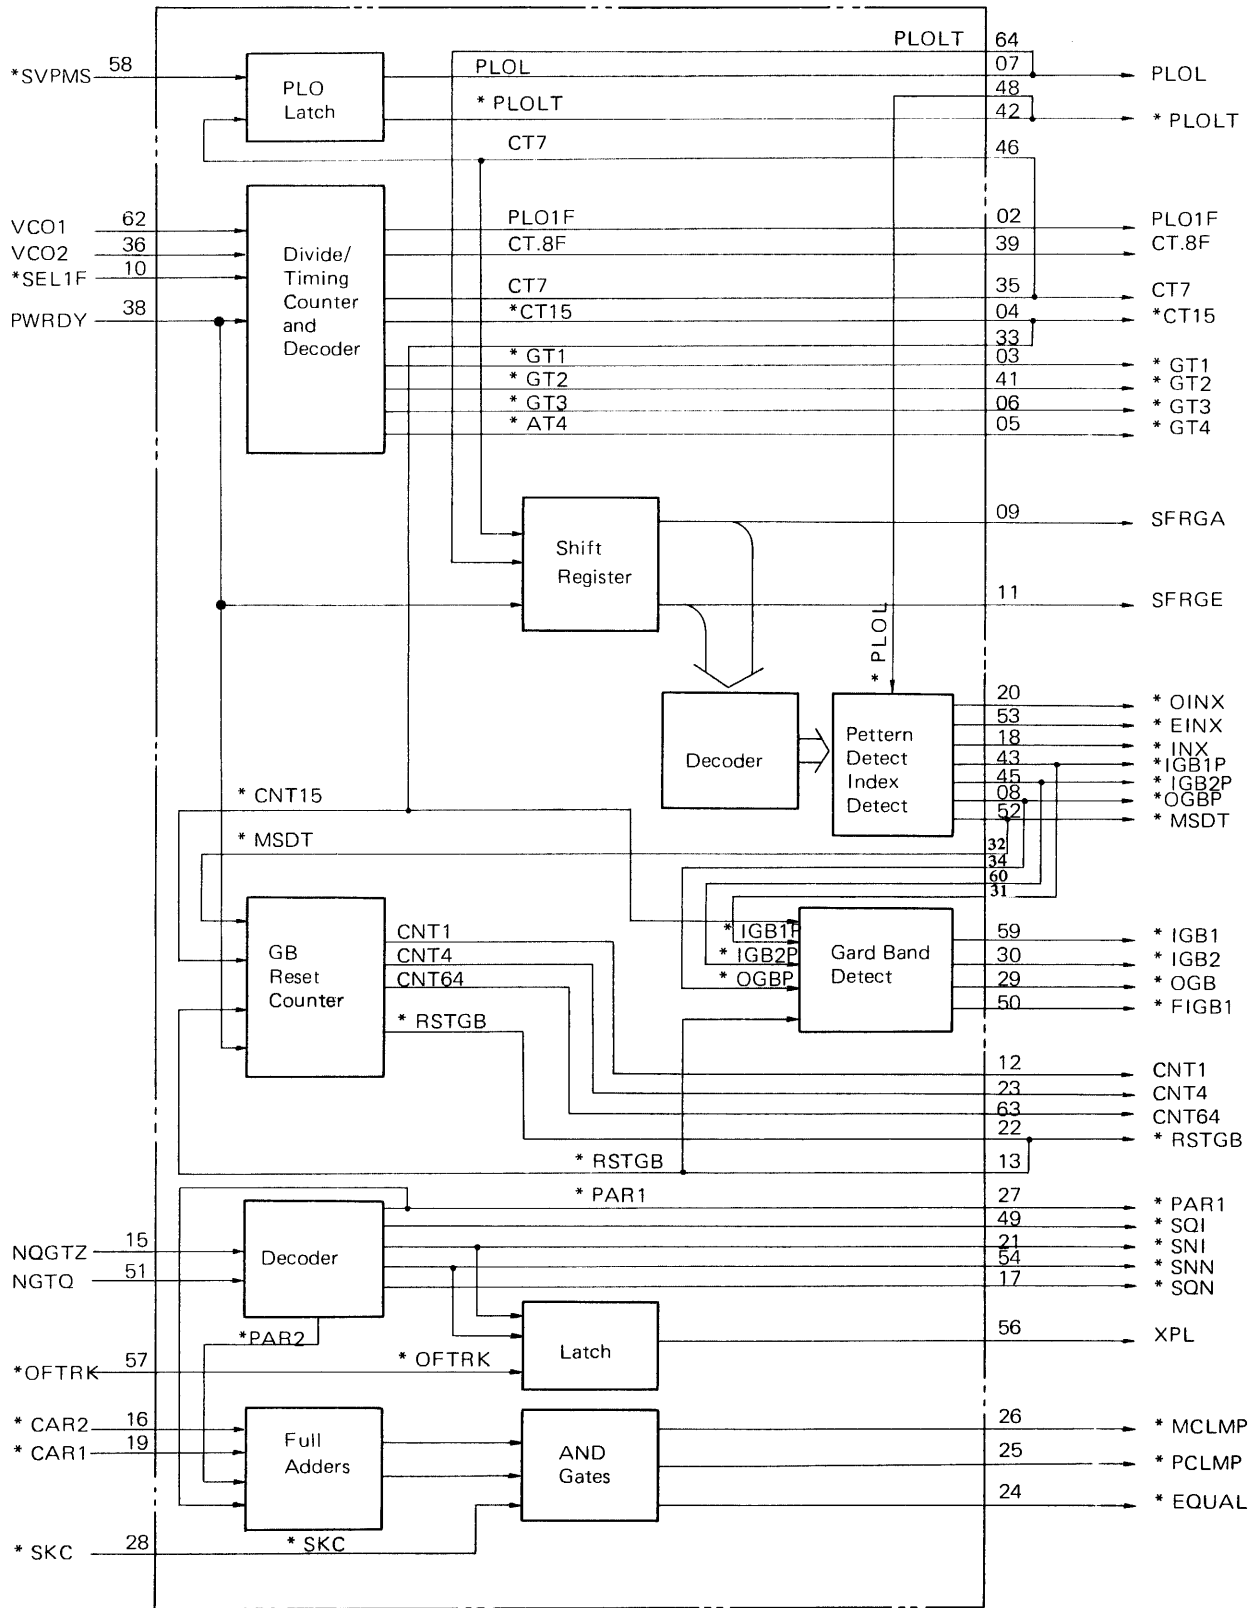 PLOLT 64
*SVPMS 58
PLO
Latch
PLOL 07 PLOL
48
* PLOLT 42 * PLOLT
CT7 46
VCO1 62
VCO2 36
*SEL1F 10
PWRDY 38
Divide/
Timing
Counter
and
Decoder
PLO1F 02 PLO1F
CT.8F 39 CT.8F
CT7 35 CT7
*CT15 04 *CT15
33
* GT1 03 * GT1
* GT2 41 * GT2
* GT3 06 * GT3
* AT4 05 * GT4
Shift
Register
09 SFRGA
11 SFRGE
* PLOL
Decoder
Pettern
Detect
Index
Detect
20 * OINX
53 * EINX
18 * INX
43 *IGB1P
45 * IGB2P
08 *OGBP
52 * MSDT
* CNT15
* MSDT 32
34
60
31
GB
Reset
Counter
CNT1
CNT4
CNT64
* RSTGB
* IGB1P
* IGB2P
* OGBP
Gard Band
Detect
59 * IGB1
30 * IGB2
29 * OGB
50 * FIGB1
12 CNT1
23 CNT4
63 CNT64
22 * RSTGB
* RSTGB 13
* PAR1 27 * PAR1
49 * SQI
21 * SNI
54 * SNN
17 * SQN
NQGTZ 15
NGTQ 51
Decoder
*PAR2
*OFTRK 57 * OFTRK
Latch
56 XPL
* CAR2 16
* CAR1 19
Full
Adders
AND
Gates
26 * MCLMP
25 * PCLMP
24 * EQUAL
* SKC 28 * SKC